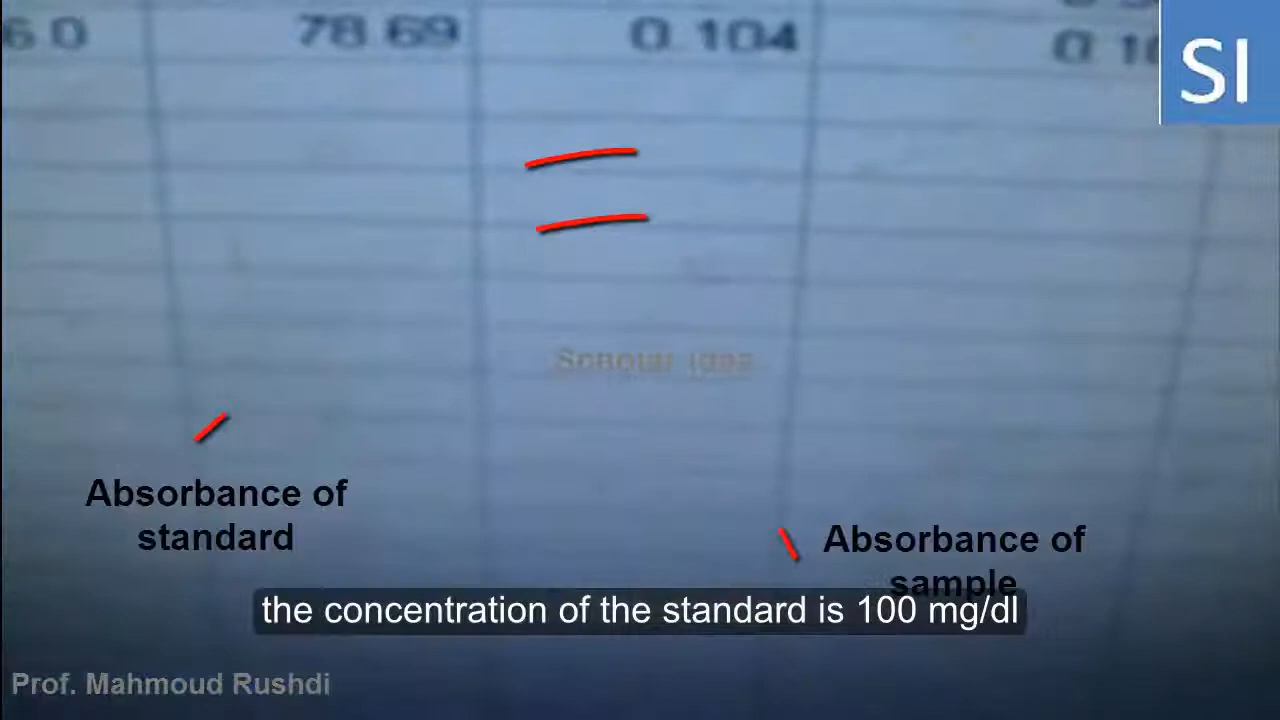 6.0 78.69 0.104
SI
Absorbance of
standard
Absorbance of
sample
the concentration of the standard is 100 mg/dl
Prof. Mahmoud Rushdi